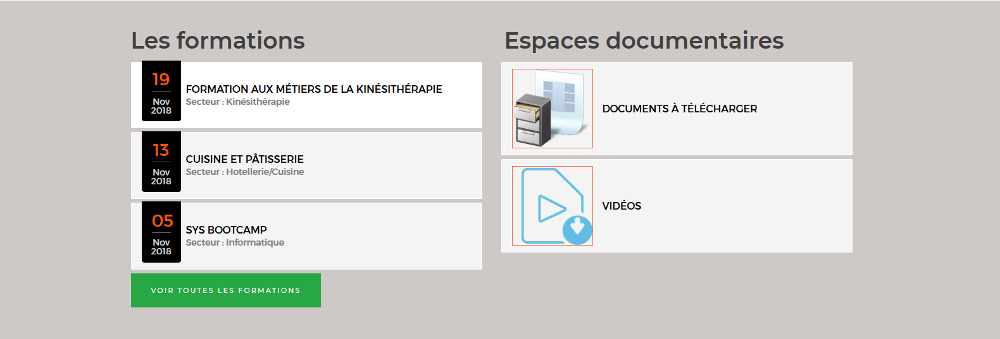 Les formations
19
Nov
2018
FORMATION AUX MÉTIERS DE LA KINÉSITHÉRAPIE
Secteur : Kinésithérapie
13
Nov
2018
CUISINE ET PÂTISSERIE
Secteur : Hotellerie/Cuisine
05
Nov
2018
SYS BOOTCAMP
Secteur : Informatique
VOIR TOUTES LES FORMATIONS
Espaces documentaires
DOCUMENTS À TÉLÉCHARGER
VIDÉOS